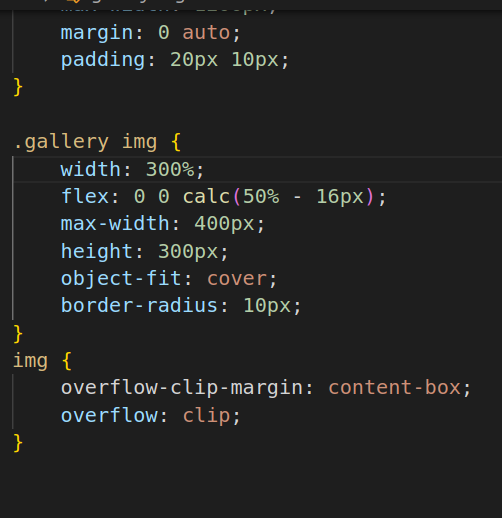 margin: 0 auto;
padding: 20px 10px;
}
.gallery img {
width: 300%;
flex: 0 0 calc(50% - 16px);
max-width: 400px;
height: 300px;
object-fit: cover;
border-radius: 10px;
}
img {
overflow-clip-margin: content-box;
overflow: clip;
}